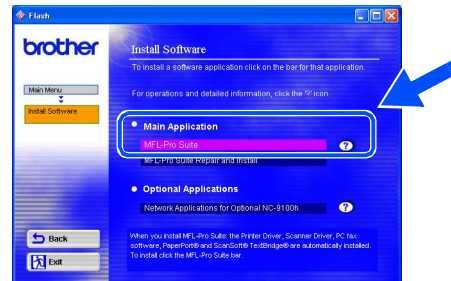 Flash
brother
Install Software
To install a software application click on the bar for that application.
For operations and detailed information, click the "?" icon.
Main Menu
Install Software
Main Application
MFL-Pro Suite
?
MFL-Pro Suite Repair and Install
Optional Applications
Network Applications for Optional NC-9100h
?
When you install MFL-Pro Suite: the Printer Driver, Scanner Driver, PC fax
software, PaperPort® and ScanSoft® TextBridge® are automatically installed.
To install click the MFL-Pro Suite bar.
Back
Exit